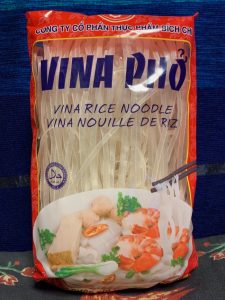 CÔNG TY CỔ PHẦN THỰC PHẨM BÍCH CHI
VINA PHỞ
VINA RICE NOODLE
VINA NOUILLE DE RIZ